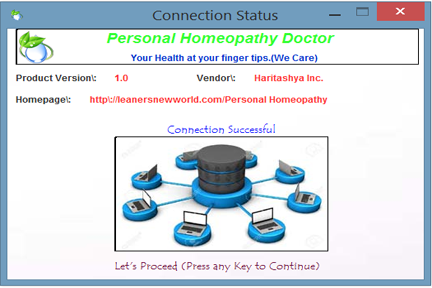 Connection Status
Personal Homeopathy Doctor
Your Health at your finger tips.(We Care)
Product Version\: 1.0 Vendor\: Haritashya Inc.
Homepage\: http\://leanersnewworld.com/Personal Homeopathy
Connection Successful
Let's Proceed (Press any Key to Continue)